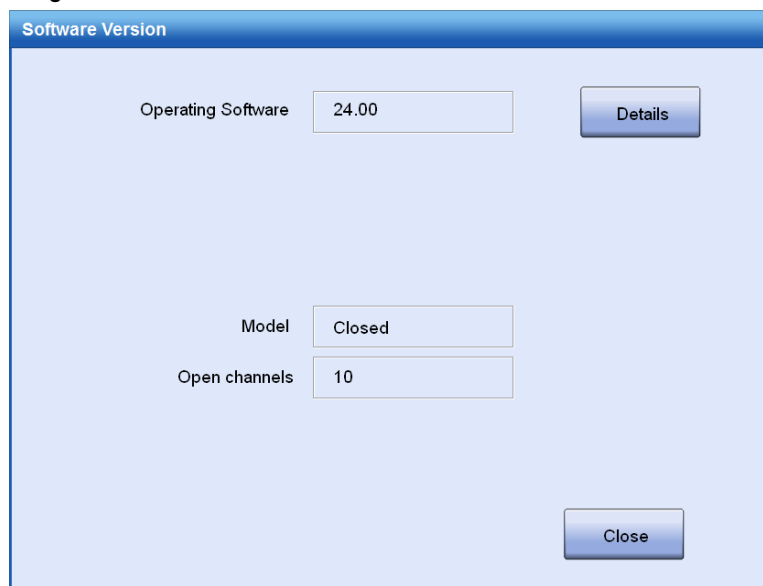 Software Version
Operating Software 24.00 Details
Model Closed
Open channels 10
Close